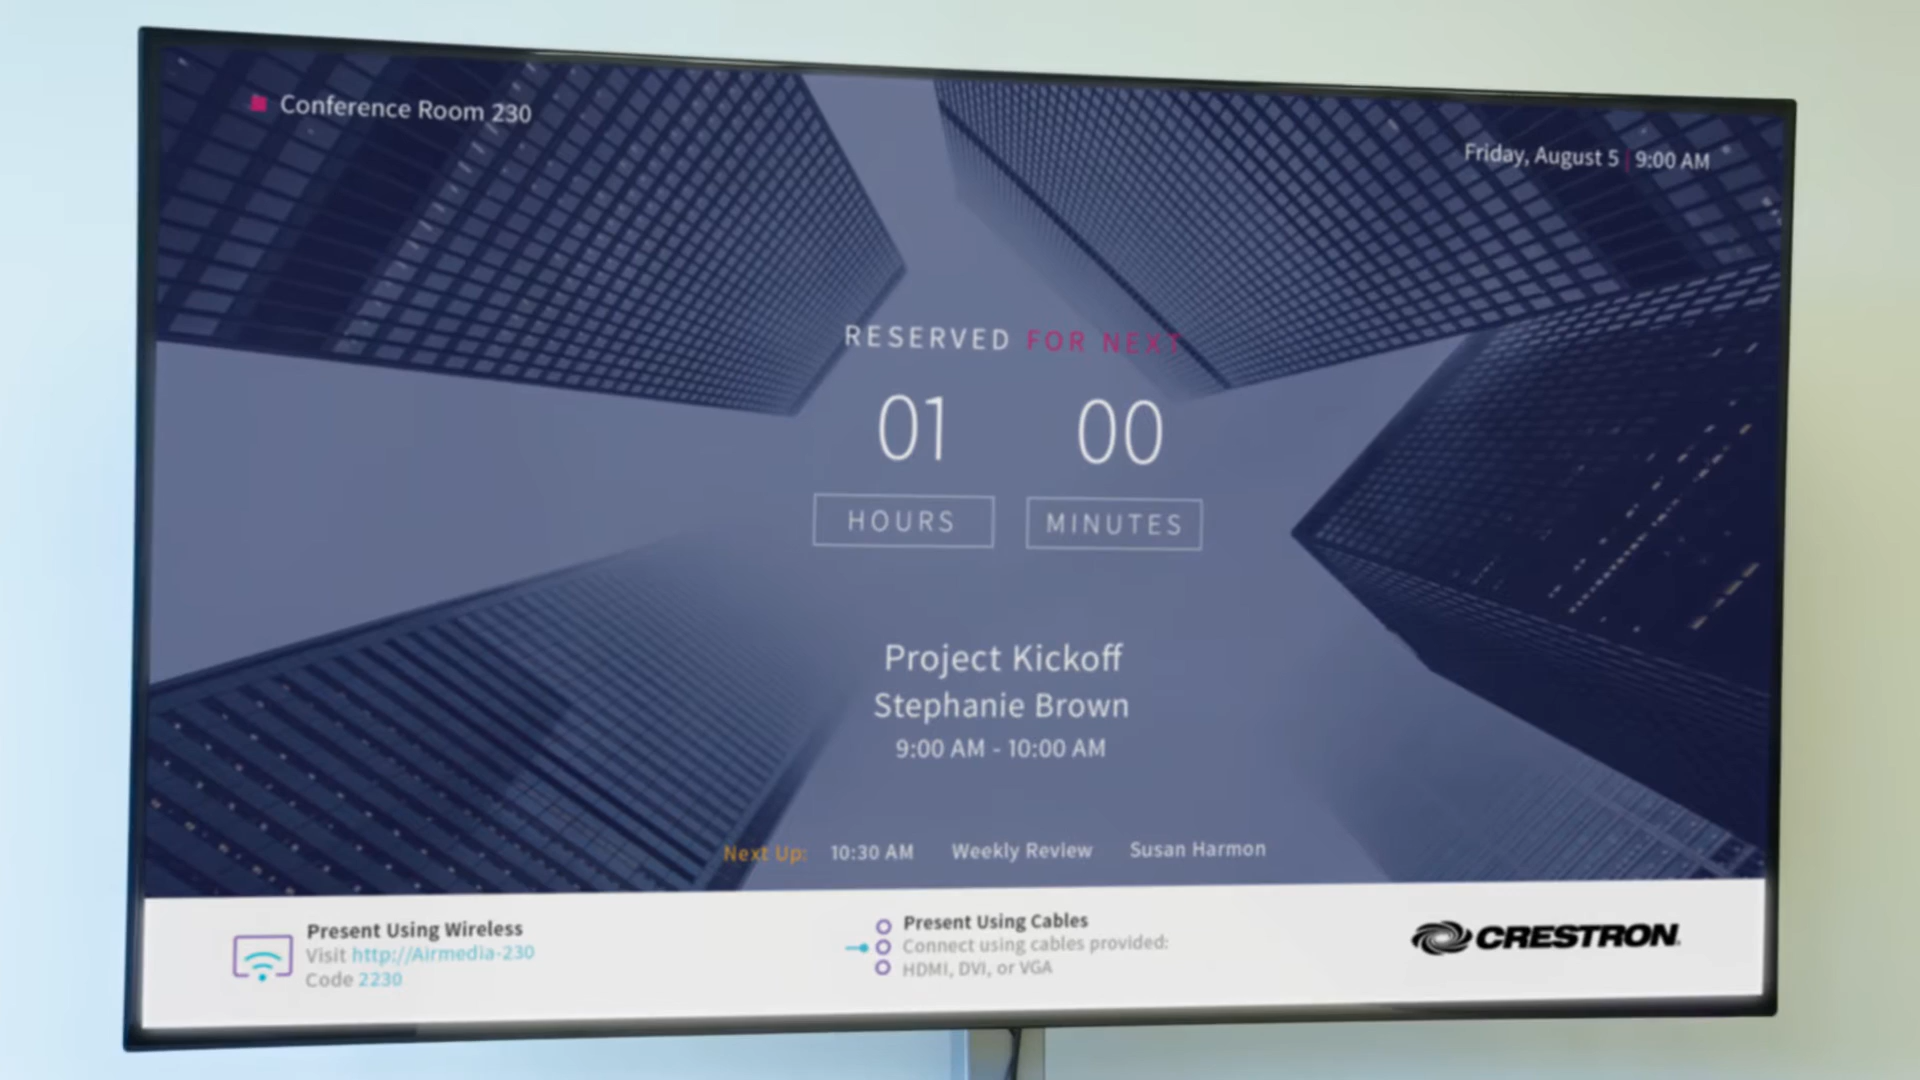 Conference Room 230
Friday, August 5 | 9:00 AM
RESERVED FOR NEXT
01 00
HOURS MINUTES
Project Kickoff
Stephanie Brown
9:00 AM - 10:00 AM
Next Up: 10:30 AM Weekly Review Susan Harmon
Present Using Wireless
Visit http://Airmedia-230
Code 2230
Present Using Cables
Connect using cables provided:
HDMI, DVI, or VGA
CRESTRON